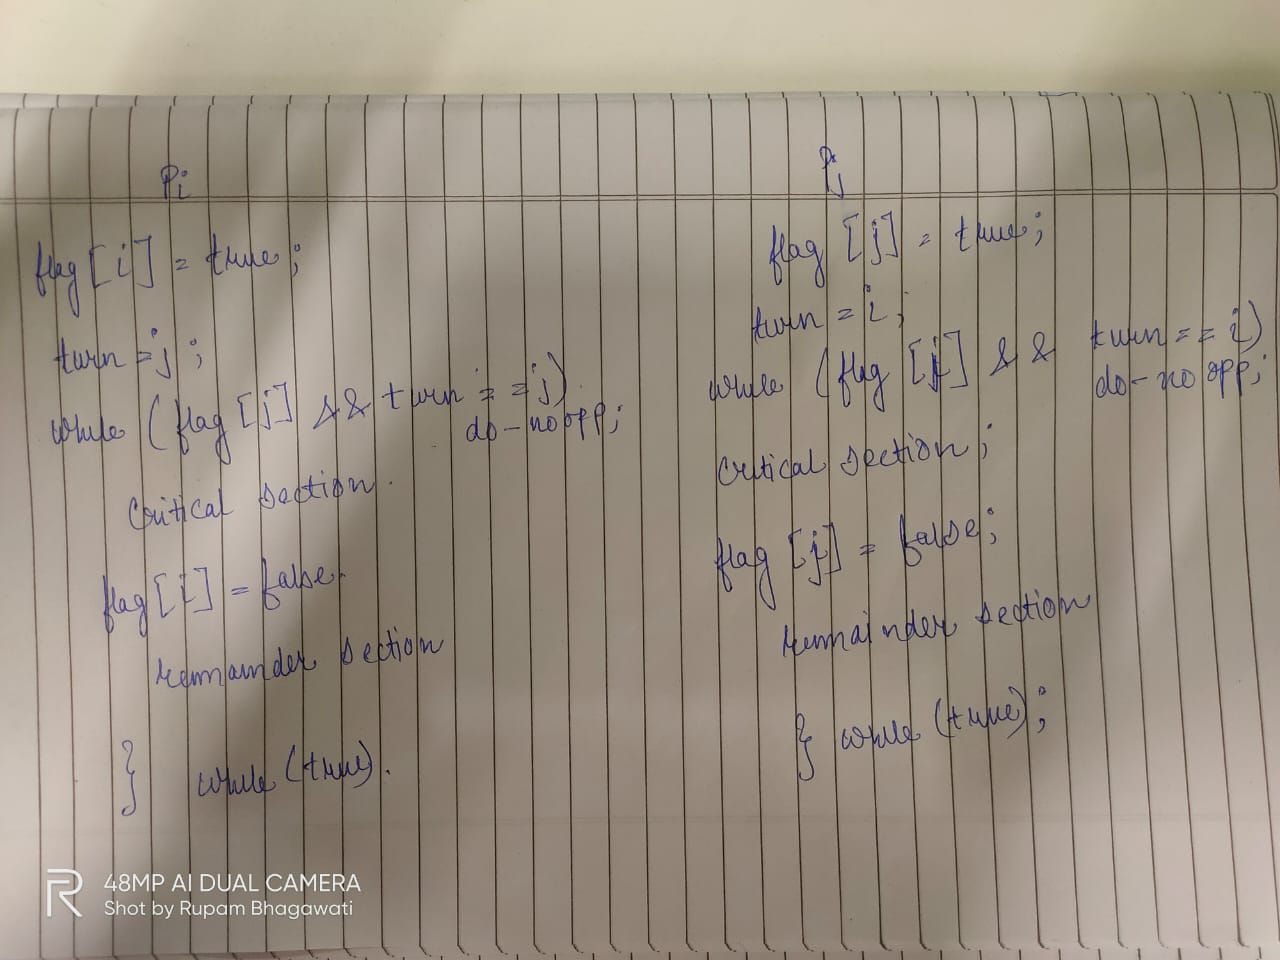 Pi
flag [i] = true;
turn = j;
while (flag [j] && turn == j)
do - no opp;
Critical section.
flag [i] = false.
remainder section
} while (true).
Pj
flag [j] = true;
turn = i;
while (flag [] && turn == i)
do - no opp;
Critical section;
flag [j] = false;
remainder section
} while (true);
48MP AI DUAL CAMERA
Shot by Rupam Bhagawati